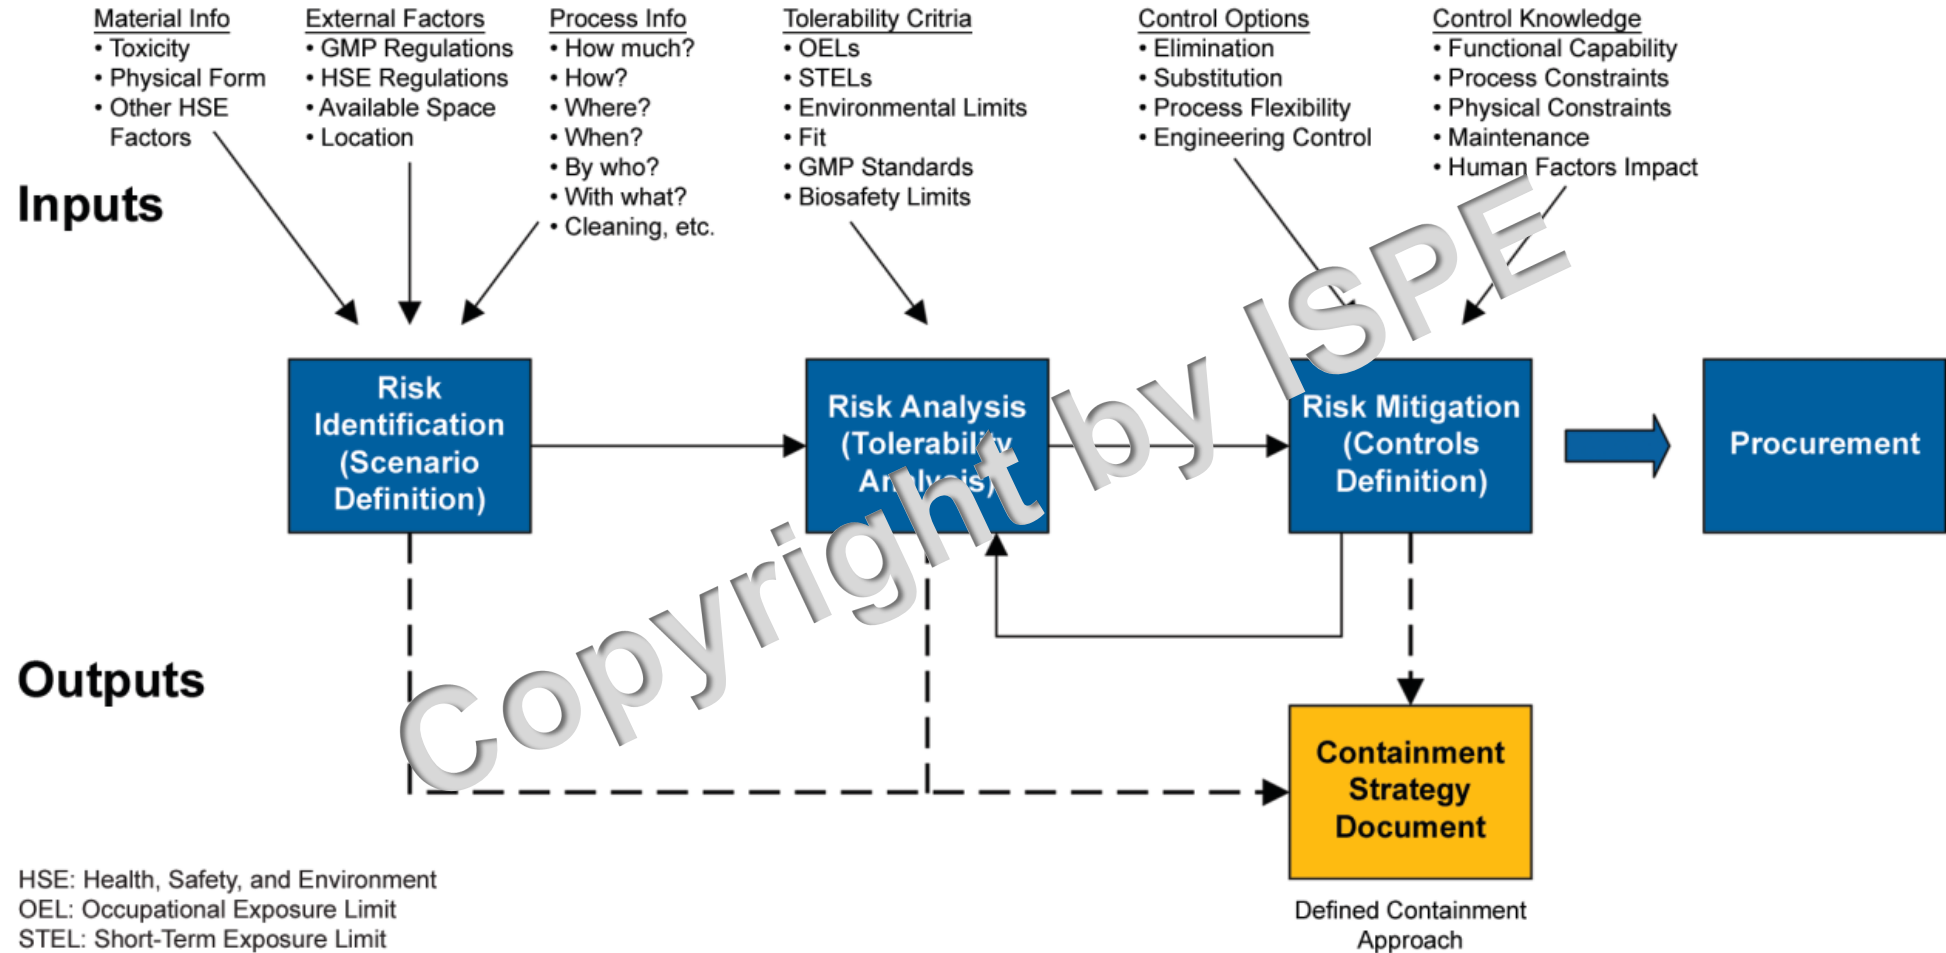 Material Info
• Toxicity
• Physical Form
• Other HSE
Factors
External Factors
• GMP Regulations
• HSE Regulations
• Available Space
• Location
Process Info
• How much?
• How?
• Where?
• When?
• By who?
• With what?
• Cleaning, etc.
Tolerability Critria
• OELs
• STELs
• Environmental Limits
• Fit
• GMP Standards
• Biosafety Limits
Control Options
• Elimination
• Substitution
• Process Flexibility
• Engineering Control
Control Knowledge
• Functional Capability
• Process Constraints
• Physical Constraints
• Maintenance
• Human Factors Impact
Inputs
Risk
Identification
(Scenario
Definition)
Risk Analysis
(Tolerability
Analysis)
Risk Mitigation
(Controls
Definition)
Procurement
Copyright by ISPE
Outputs
Containment
Strategy
Document
Defined Containment
Approach
HSE: Health, Safety, and Environment
OEL: Occupational Exposure Limit
STEL: Short-Term Exposure Limit